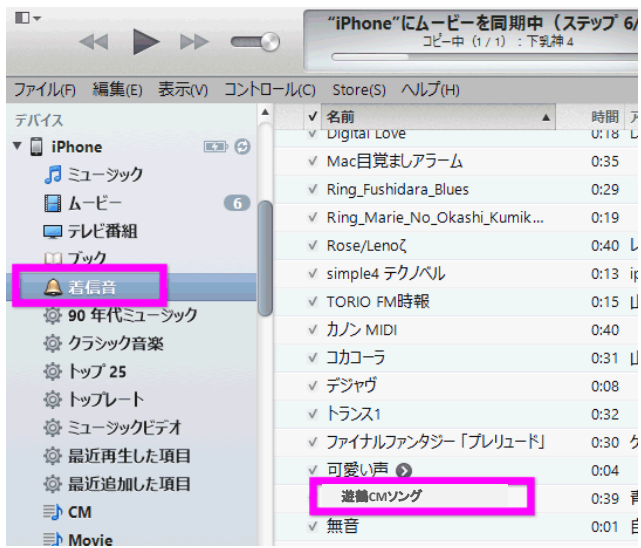 "iPhone"にムービーを同期中（ステップ 6/
コピー中（1/1）：下乳神4
ファイル(F) 編集(E) 表示(V) コントロール(C) Store(S) ヘルプ(H)
デバイス
iPhone
ミュージック
ムービー 6
テレビ番組
ブック
着信音
90 年代ミュージック
クラシック音楽
トップ 25
トップレート
ミュージックビデオ
最近再生した項目
最近追加した項目
CM
Movie
✓ 名前 ▲ 時間
✓ Digital Love 0:18
✓ Mac目覚ましアラーム 0:35
✓ Ring_Fushidara_Blues 0:29
✓ Ring_Marie_No_Okashi_Kumik... 0:19
✓ Rose/Lenoζ 0:40 レ
✓ simple4 テクノベル 0:13 ip
✓ TORIO FM時報 0:15 山
✓ カノン MIDI 0:40
✓ コカコーラ 0:31 山
✓ デジャヴ 0:08
✓ トランス1 0:32
✓ ファイナルファンタジー「プレリュード」 0:30 ケ
✓ 可愛い声 0:04
遊鶴CMソング 0:39 青
✓ 無音 0:01 自